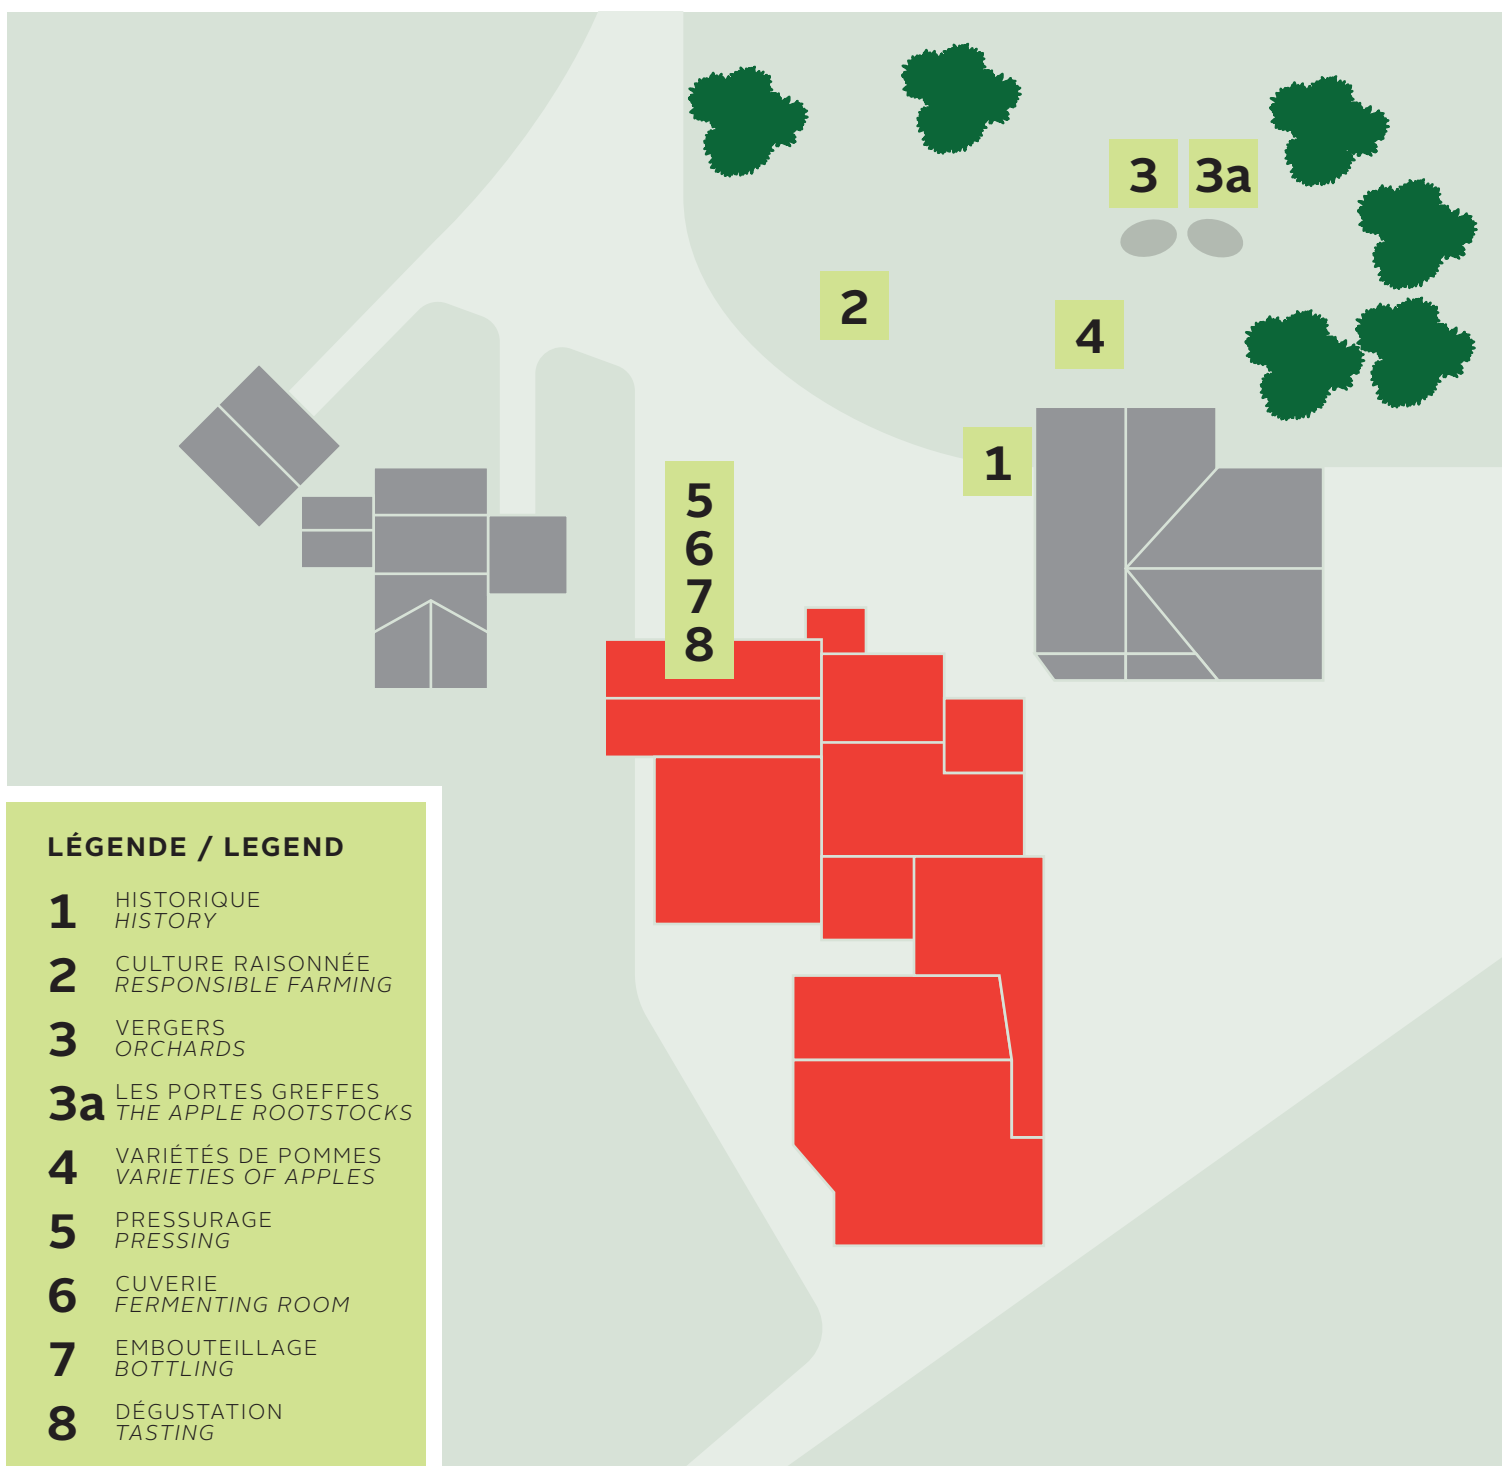 3 3a
2
4
1
5
6
7
8
LÉGENDE / LEGEND
1 HISTORIQUE
HISTORY
2 CULTURE RAISONNÉE
RESPONSIBLE FARMING
3 VERGERS
ORCHARDS
3a LES PORTES GREFFES
THE APPLE ROOTSTOCKS
4 VARIÉTÉS DE POMMES
VARIETIES OF APPLES
5 PRESSURAGE
PRESSING
6 CUVERIE
FERMENTING ROOM
7 EMBOUTEILLAGE
BOTTLING
8 DÉGUSTATION
TASTING